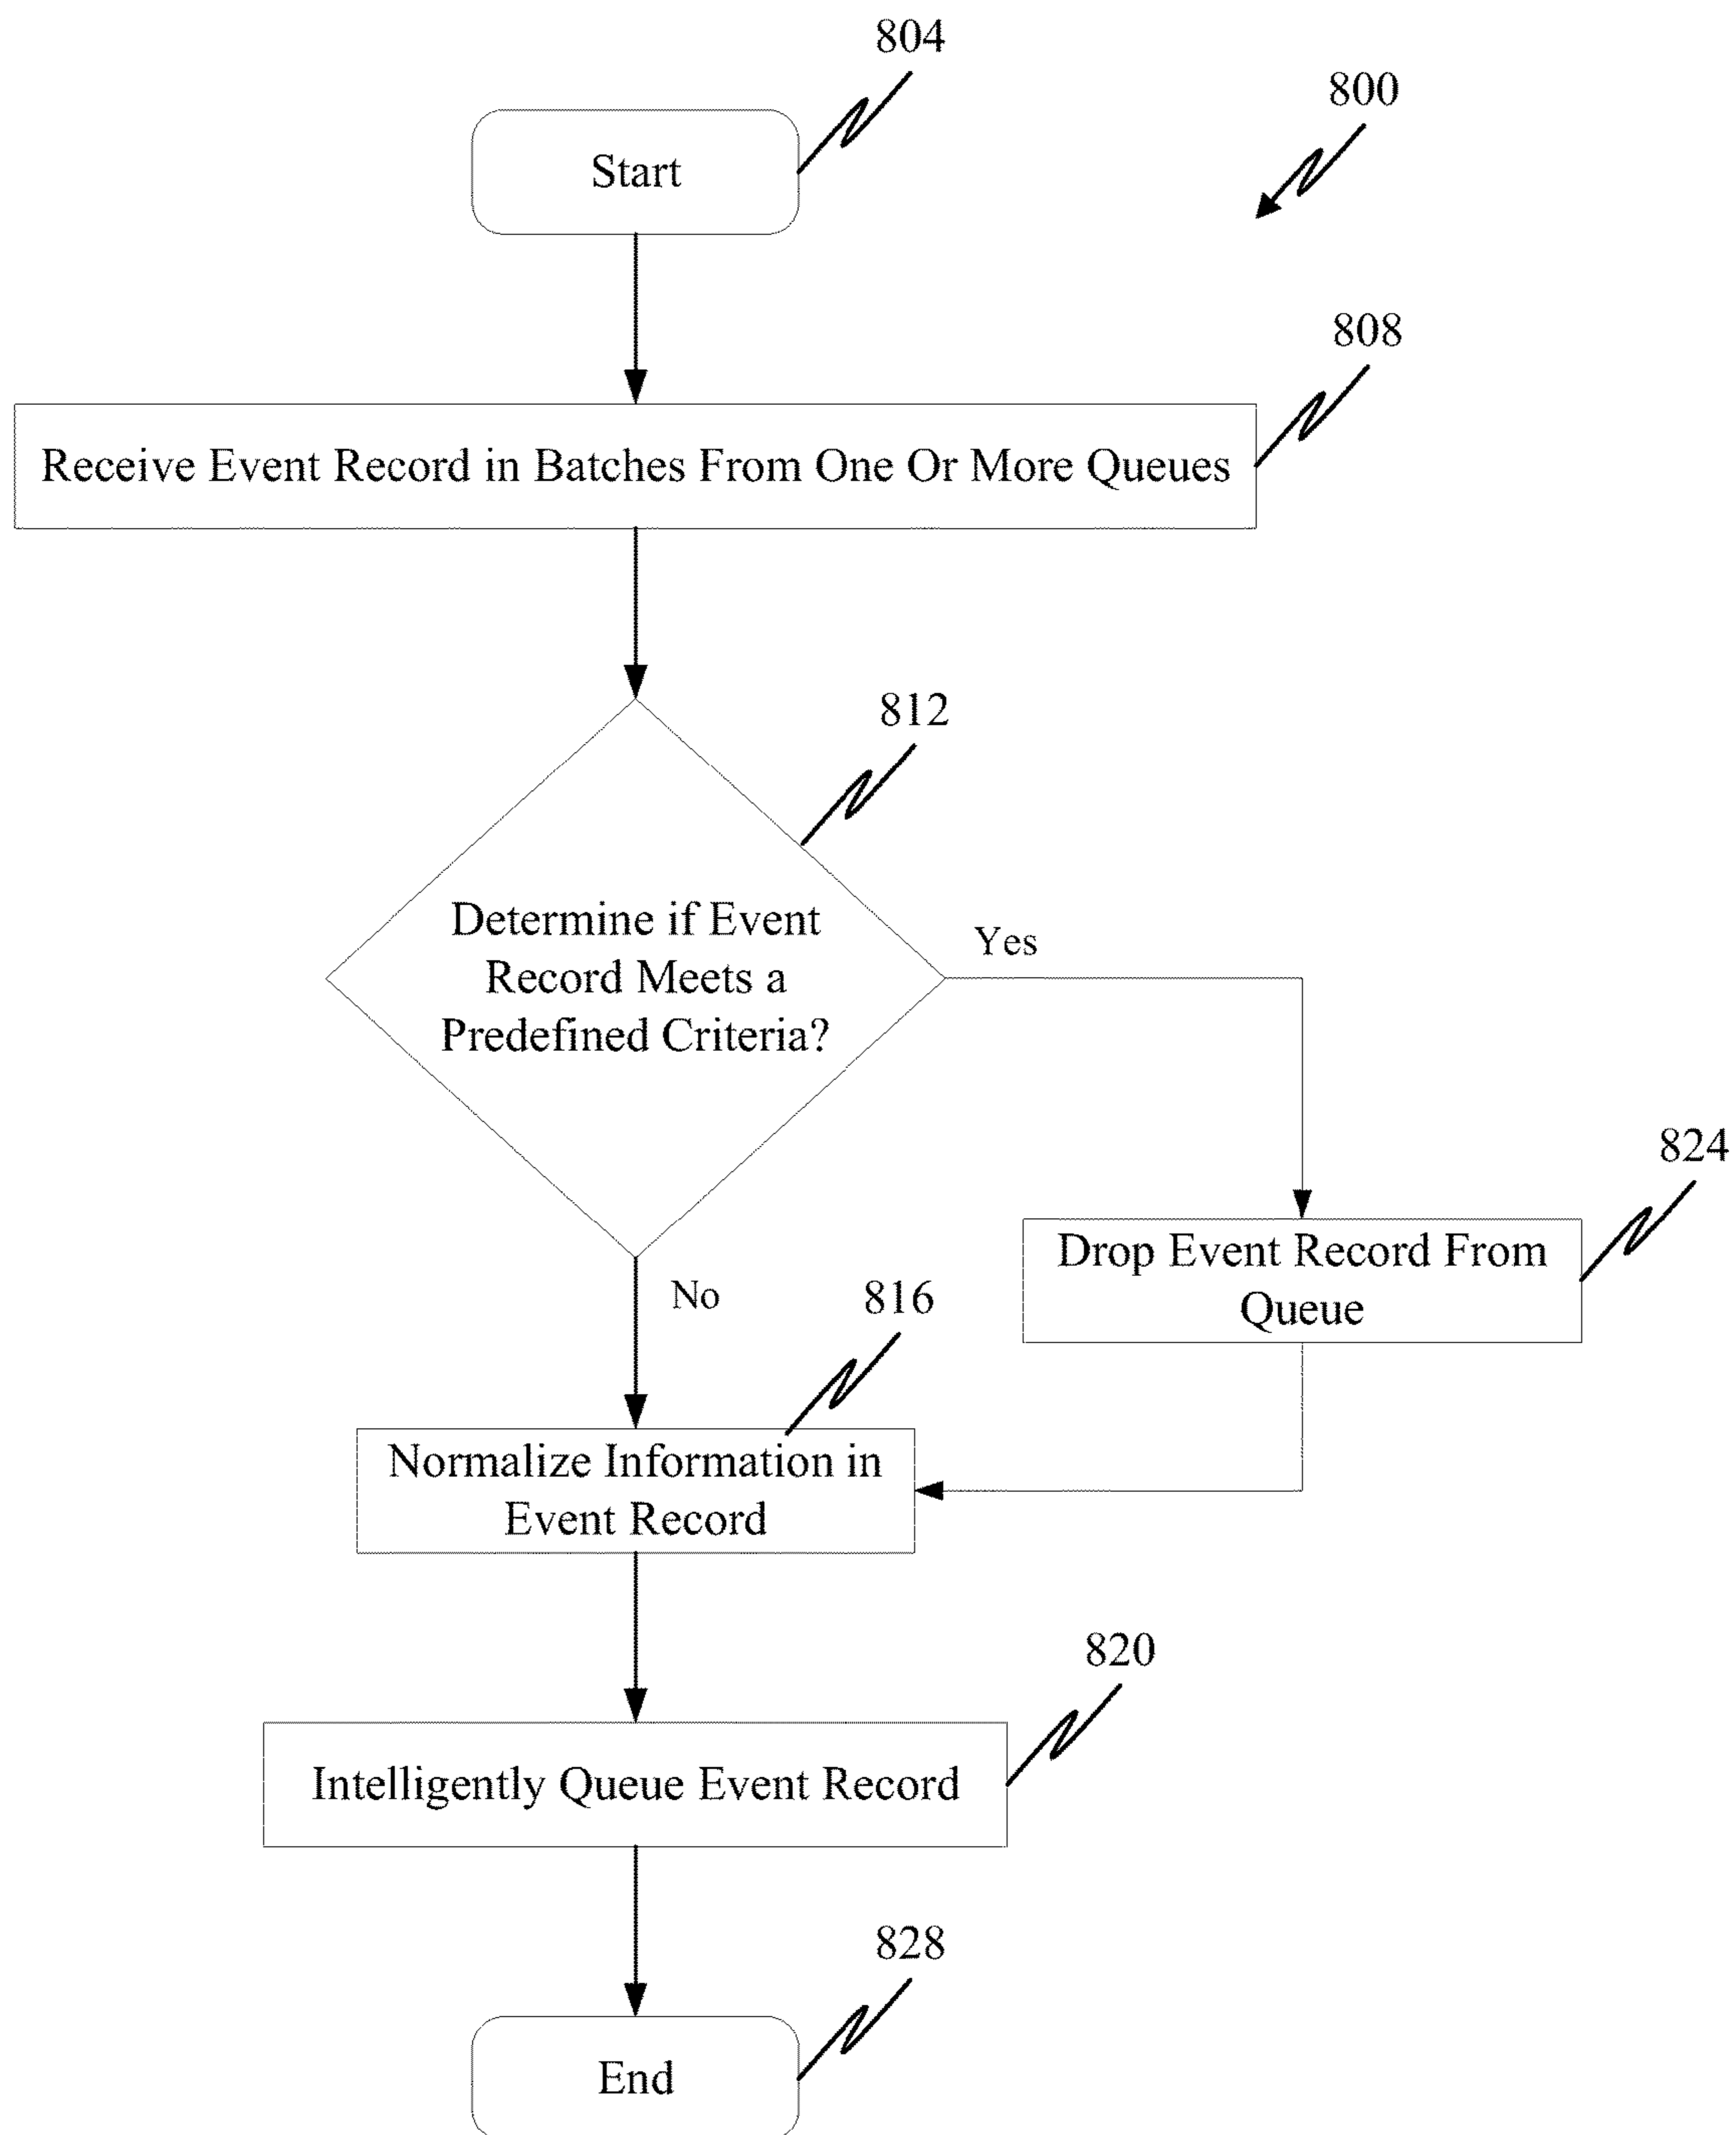 804
800
Start
808
Receive Event Record in Batches From One Or More Queues
812
Determine if Event
Record Meets a
Predefined Criteria?
Yes
824
Drop Event Record From
Queue
No
816
Normalize Information in
Event Record
820
Intelligently Queue Event Record
828
End